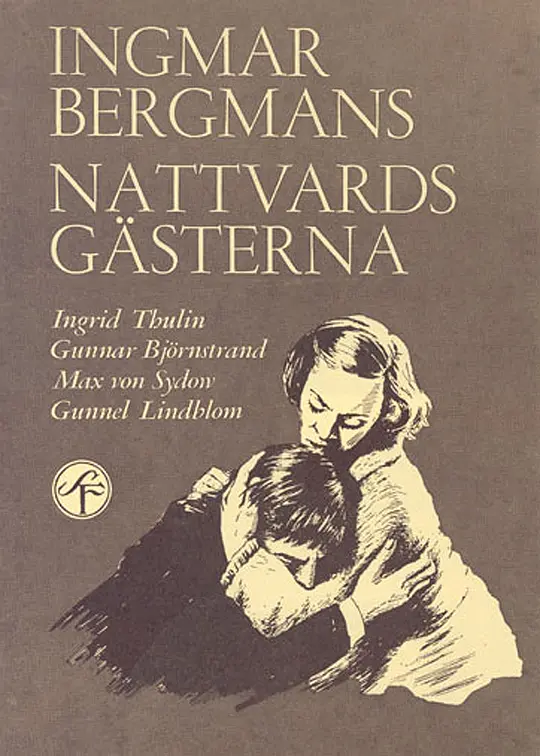 INGMAR
BERGMANS
NATTVARDS
GÄSTERNA
Ingrid Thulin
Gunnar Björnstrand
Max von Sydow
Gunnel Lindblom
SF